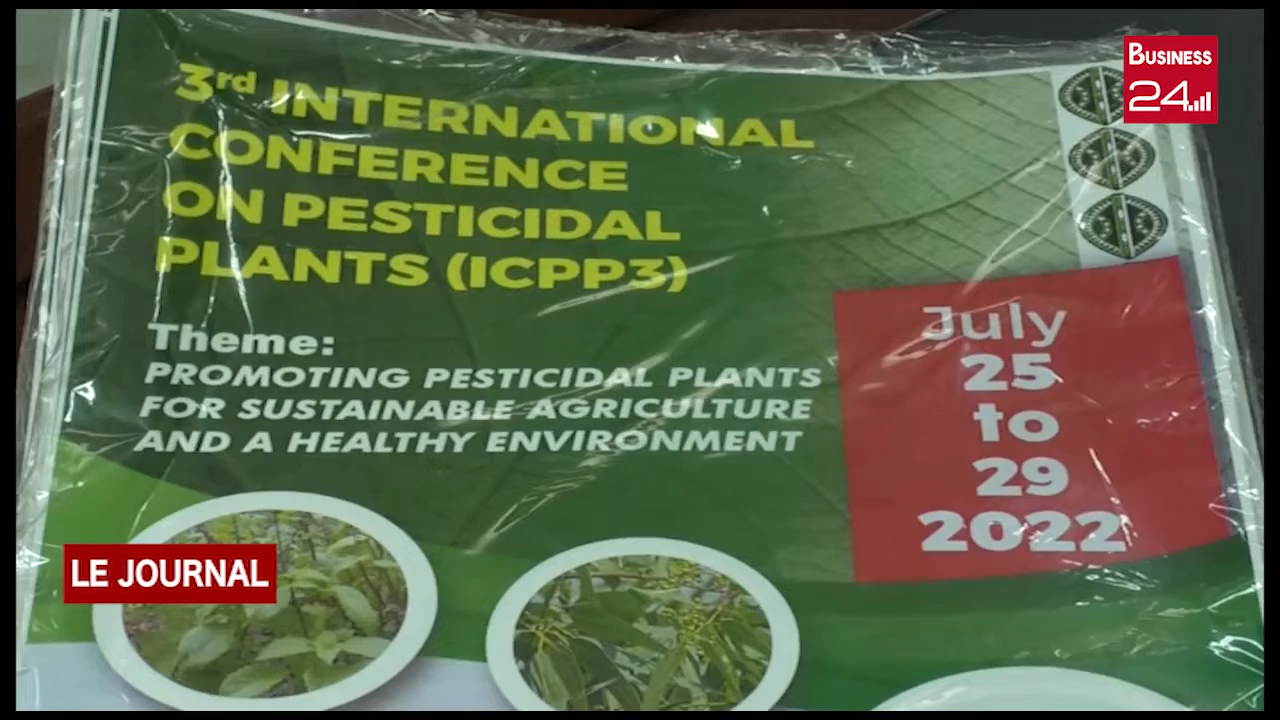 3rd INTERNATIONAL
CONFERENCE
ON PESTICIDAL
PLANTS (ICPP3)
Theme:
PROMOTING PESTICIDAL PLANTS
FOR SUSTAINABLE AGRICULTURE
AND A HEALTHY ENVIRONMENT
July
25
to
29
2022
BUSINESS
24
LE JOURNAL